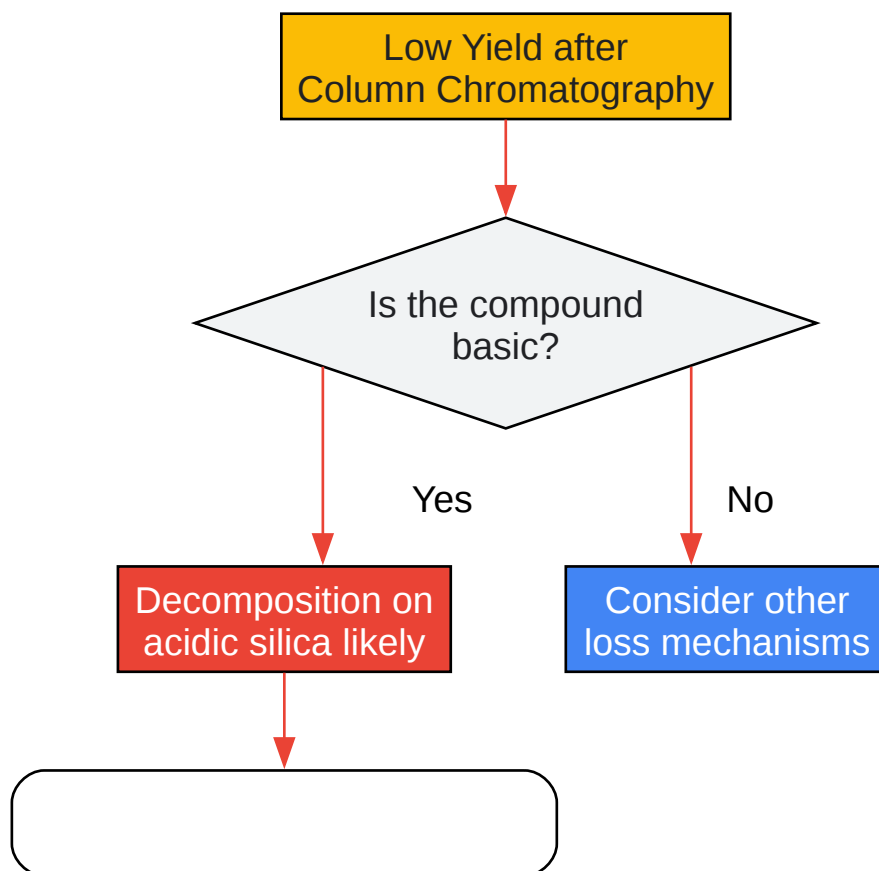 Low Yield after
Column Chromatography
Is the compound
basic?
Yes
No
Decomposition on
acidic silica likely
Consider other
loss mechanisms